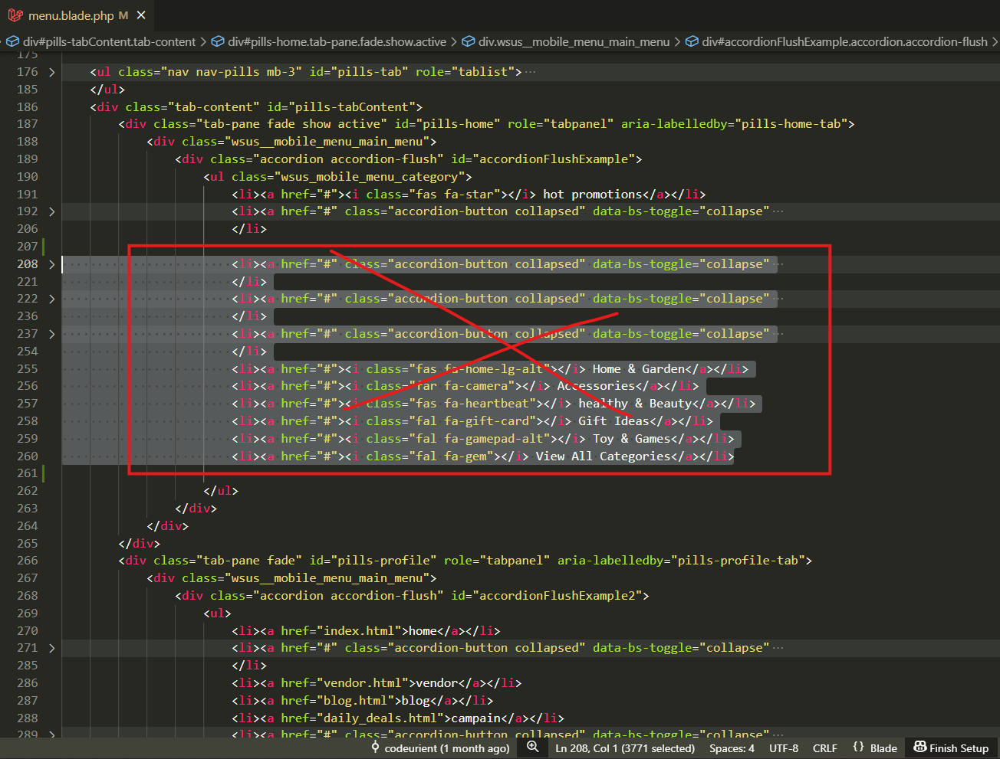 menu.blade.php M ×
div#pills-tabContent.tab-content > div#pills-home.tab-pane.fade.show.active > div.wsus__mobile_menu_main_menu > div#accordionFlushExample.accordion.accordion-flush >
175
176 > <ul class="nav nav-pills mb-3" id="pills-tab" role="tablist">…
185 </ul>
186 <div class="tab-content" id="pills-tabContent">
187 <div class="tab-pane fade show active" id="pills-home" role="tabpanel" aria-labelledby="pills-home-tab">
188 <div class="wsus__mobile_menu_main_menu">
189 <div class="accordion accordion-flush" id="accordionFlushExample">
190 <ul class="wsus_mobile_menu_category">
191 <li><a href="#"><i class="fas fa-star"></i> hot promotions</a></li>
192 > <li><a href="#" class="accordion-button collapsed" data-bs-toggle="collapse"…
206 </li>
207
208 > <li><a href="#" class="accordion-button collapsed" data-bs-toggle="collapse"…
221 </li>
222 > <li><a href="#" class="accordion-button collapsed" data-bs-toggle="collapse"…
236 </li>
237 > <li><a href="#" class="accordion-button collapsed" data-bs-toggle="collapse"…
254 </li>
255 <li><a href="#"><i class="fas fa-home-lg-alt"></i> Home & Garden</a></li>
256 <li><a href="#"><i class="far fa-camera"></i> Accessories</a></li>
257 <li><a href="#"><i class="fas fa-heartbeat"></i> healthy & Beauty</a></li>
258 <li><a href="#"><i class="fal fa-gift-card"></i> Gift Ideas</a></li>
259 <li><a href="#"><i class="fal fa-gamepad-alt"></i> Toy & Games</a></li>
260 <li><a href="#"><i class="fal fa-gem"></i> View All Categories</a></li>
261
262 </ul>
263 </div>
264 </div>
265 </div>
266 <div class="tab-pane fade" id="pills-profile" role="tabpanel" aria-labelledby="pills-profile-tab">
267 <div class="wsus__mobile_menu_main_menu">
268 <div class="accordion accordion-flush" id="accordionFlushExample2">
269 <ul>
270 <li><a href="index.html">home</a></li>
271 > <li><a href="#" class="accordion-button collapsed" data-bs-toggle="collapse"…
285 </li>
286 <li><a href="vendor.html">vendor</a></li>
287 <li><a href="blog.html">blog</a></li>
288 <li><a href="daily_deals.html">campain</a></li>
289 > <li><a href="#" class="accordion-button collapsed" data-bs-toggle="collapse"…
codeurient (1 month ago) Ln 208, Col 1 (3771 selected) Spaces: 4 UTF-8 CRLF {} Blade Finish Setup